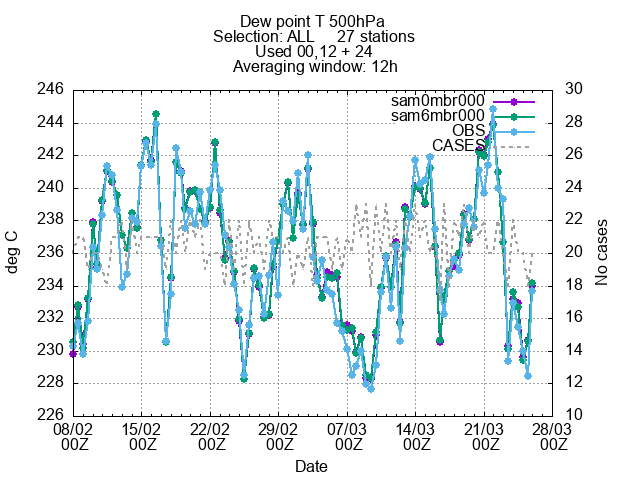 Dew point T 500hPa
Selection: ALL     27 stations
Used 00,12 + 24
Averaging window: 12h
246 30
244 28
242 26
240 24
238 22
236 20
234 18
232 16
230 14
228 12
226 10
sam0mbr000
sam6mbr000
OBS
CASES
deg C
No cases
08/02 15/02 22/02 29/02 07/03 14/03 21/03 28/03
00Z 00Z 00Z 00Z 00Z 00Z 00Z 00Z
Date